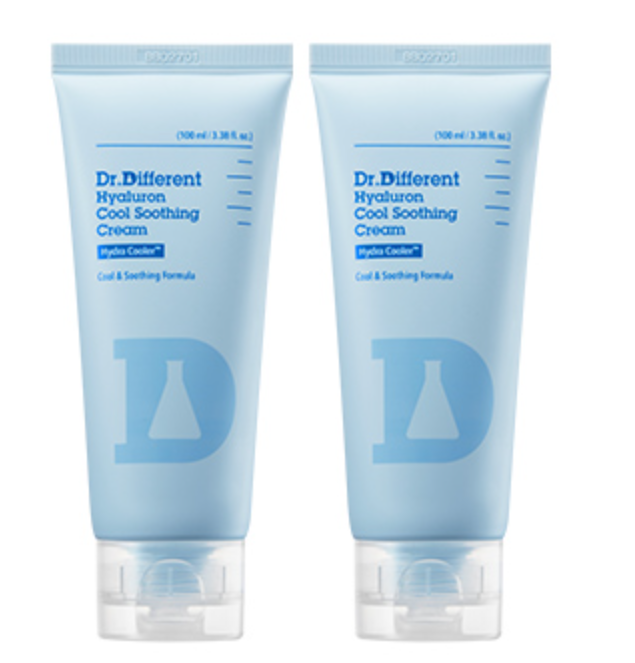 (100 ml / 3.38 fl. oz.)
Dr.Different
Hyaluron
Cool Soothing
Cream
Hydra Cooler™
Cool & Soothing Formula
D
(100 ml / 3.38 fl. oz.)
Dr.Different
Hyaluron
Cool Soothing
Cream
Hydra Cooler™
Cool & Soothing Formula
D